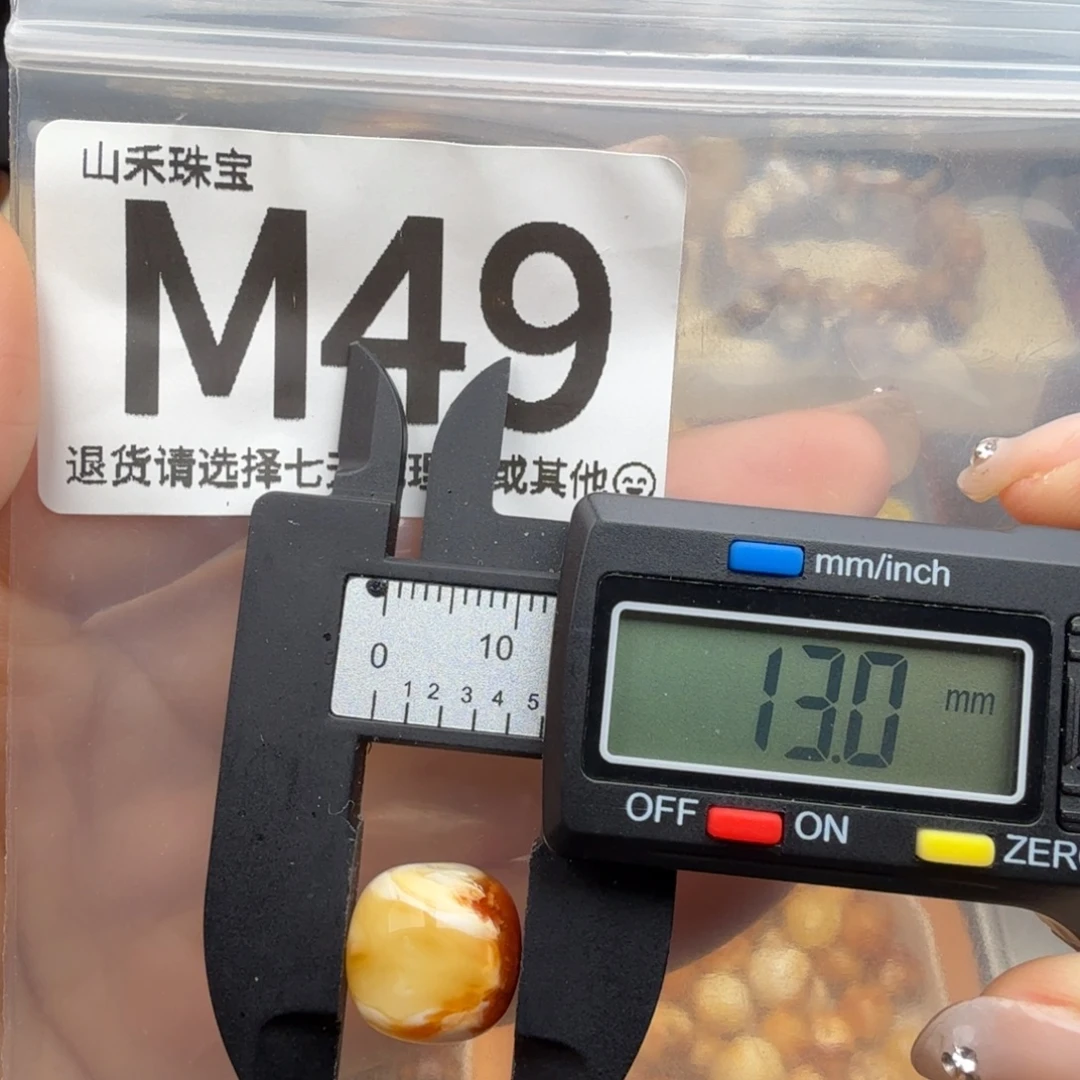 山禾珠宝
M49
退货请选择七 理 或其他
mm/inch
0 10
1 2 3 4 5
13.0 mm
OFF ON ZERO